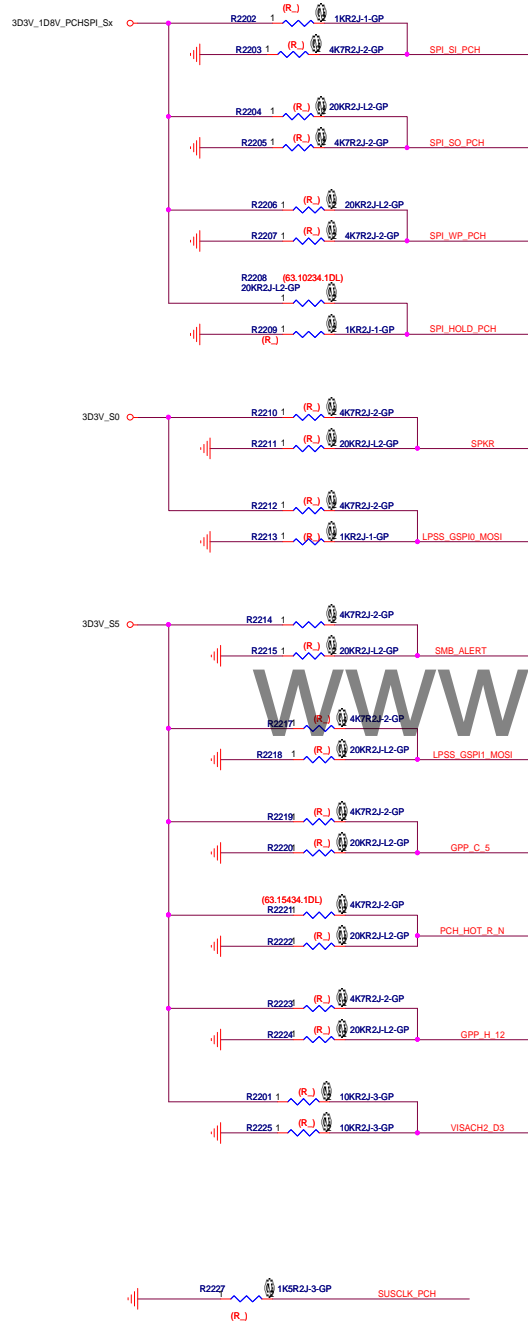 3D3V_1D8V_PCHSPI_Sx
R2202 1 (R_) 1KR2J-1-GP
R2203 1 (R_) 4K7R2J-2-GP SPI_SI_PCH
R2204 1 (R_) 20KR2J-L2-GP
R2205 1 (R_) 4K7R2J-2-GP SPI_SO_PCH
R2206 1 (R_) 20KR2J-L2-GP
R2207 1 (R_) 4K7R2J-2-GP SPI_WP_PCH
R2208 (63.10234.1DL)
20KR2J-L2-GP 1
R2209 1 1KR2J-1-GP SPI_HOLD_PCH
(R_)
3D3V_S0
R2210 1 (R_) 4K7R2J-2-GP
R2211 1 (R_) 20KR2J-L2-GP SPKR
R2212 1 (R_) 4K7R2J-2-GP
R2213 1 (R_) 1KR2J-1-GP LPSS_GSPI0_MOSI
3D3V_S5
R2214 1 4K7R2J-2-GP
R2215 1 (R_) 20KR2J-L2-GP SMB_ALERT
www
R2217 1 (R_) 4K7R2J-2-GP
R2218 1 (R_) 20KR2J-L2-GP LPSS_GSPI1_MOSI
R2219 1 (R_) 4K7R2J-2-GP
R2220 1 (R_) 20KR2J-L2-GP GPP_C_5
(63.15434.1DL)
R2221 1 4K7R2J-2-GP
R2222 1 (R_) 20KR2J-L2-GP PCH_HOT_R_N
R2223 1 (R_) 4K7R2J-2-GP
R2224 1 (R_) 20KR2J-L2-GP GPP_H_12
R2201 1 (R_) 10KR2J-3-GP
R2225 1 (R_) 10KR2J-3-GP VISACH2_D3
R2227 1 1K5R2J-3-GP SUSCLK_PCH
(R_)